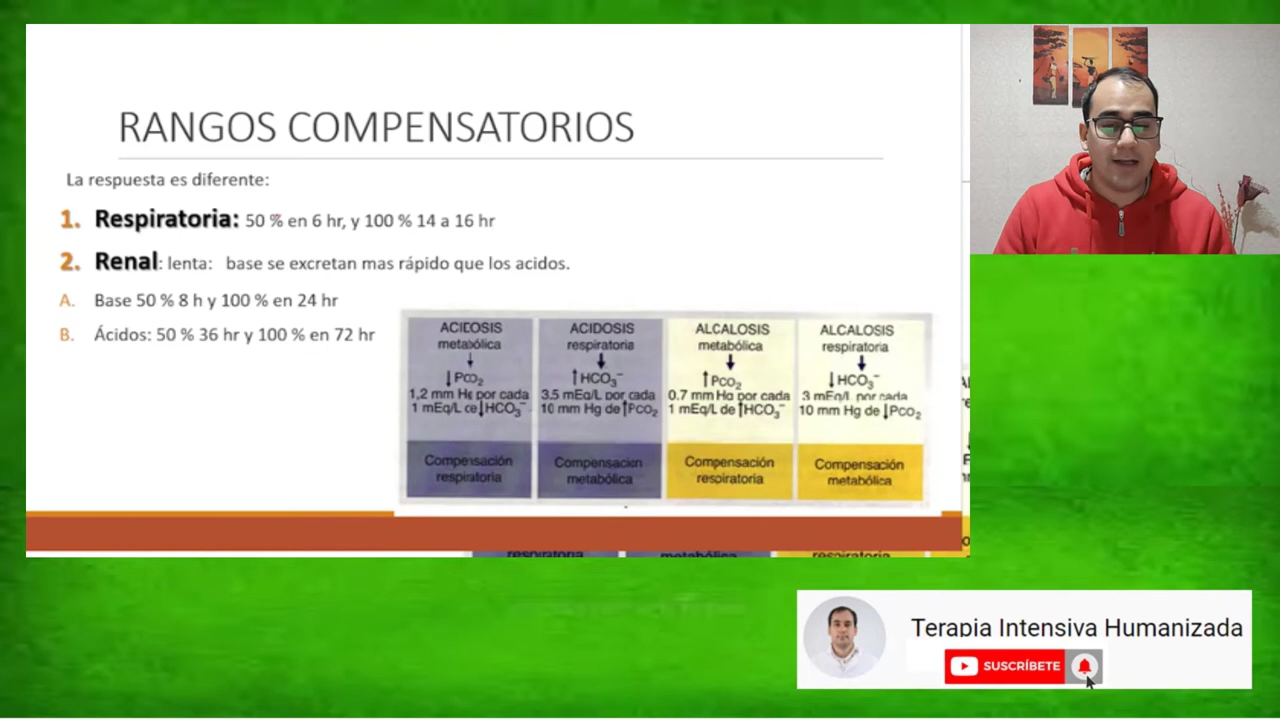 RANGOS COMPENSATORIOS
La respuesta es diferente:
1. Respiratoria: 50 % en 6 hr, y 100 % 14 a 16 hr
2. Renal: lenta: base se excretan mas rápido que los acidos.
A. Base 50 % 8 h y 100 % en 24 hr
B. Ácidos: 50 % 36 hr y 100 % en 72 hr
ACIDOSIS
metabólica
↓
↓PCO₂
1,2 mm Hg por cada
1 mEq/L de↓HCO₃⁻
Compensación
respiratoria
ACIDOSIS
respiratoria
↓
↑HCO₃⁻
3.5 mEq/L por cada
10 mm Hg de↑PCO₂
Compensación
metabólica
ALCALOSIS
metabólica
↓
↑PCO₂
0.7 mm Hg por cada
1 mEq/L de↑HCO₃⁻
Compensación
respiratoria
ALCALOSIS
respiratoria
↓
↓HCO₃⁻
3 mEq/L por cada
10 mm Hg de↓PCO₂
Compensación
metabólica
respiratoria
metabólica
respiratoria
Terapia Intensiva Humanizada
SUSCRÍBETE